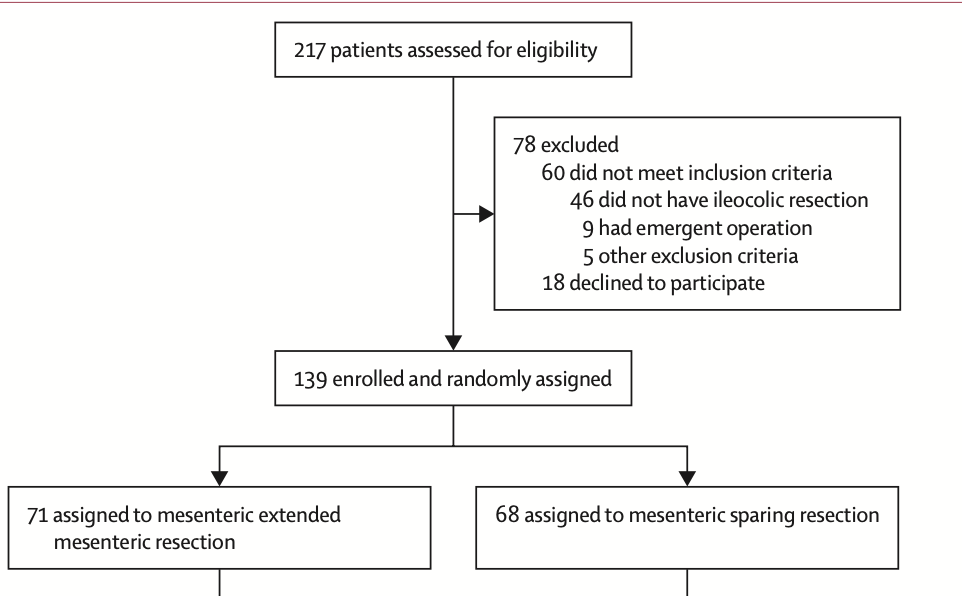 217 patients assessed for eligibility
78 excluded
60 did not meet inclusion criteria
46 did not have ileocolic resection
9 had emergent operation
5 other exclusion criteria
18 declined to participate
139 enrolled and randomly assigned
71 assigned to mesenteric extended
mesenteric resection
68 assigned to mesenteric sparing resection